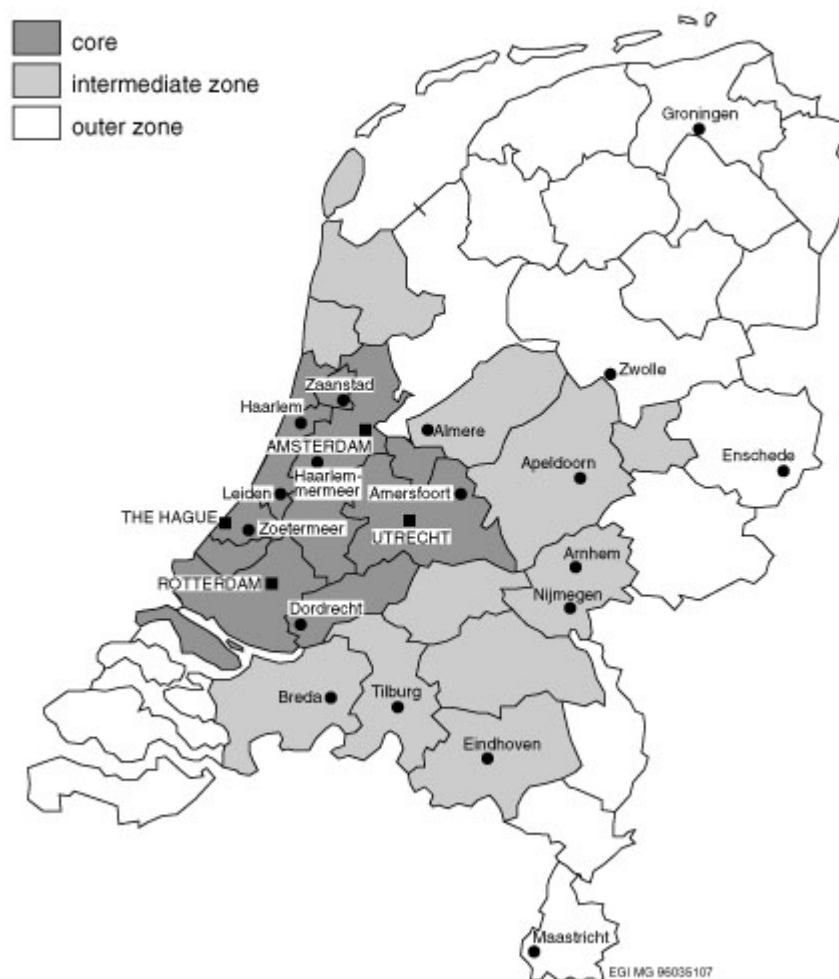 core
intermediate zone
outer zone
Groningen
Zwolle
Zaanstad
Haarlem
Almere
AMSTERDAM
Enschede
Apeldoorn
Haarlem-
mermeer
Leiden
Amersfoort
THE HAGUE
Zoetermeer
UTRECHT
Arnhem
ROTTERDAM
Nijmegen
Dordrecht
Breda
Tilburg
Eindhoven
Maastricht
EGI MG 96035107